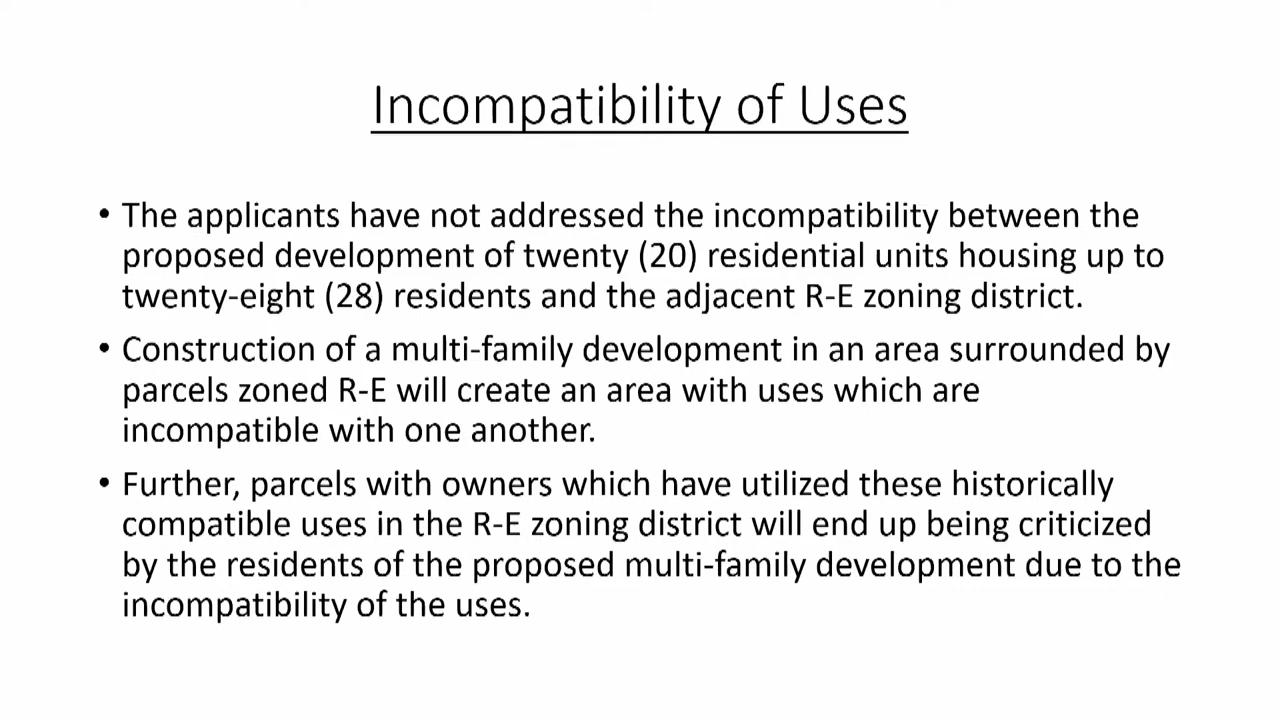 Incompatibility of Uses
• The applicants have not addressed the incompatibility between the
proposed development of twenty (20) residential units housing up to
twenty-eight (28) residents and the adjacent R-E zoning district.
• Construction of a multi-family development in an area surrounded by
parcels zoned R-E will create an area with uses which are
incompatible with one another.
• Further, parcels with owners which have utilized these historically
compatible uses in the R-E zoning district will end up being criticized
by the residents of the proposed multi-family development due to the
incompatibility of the uses.